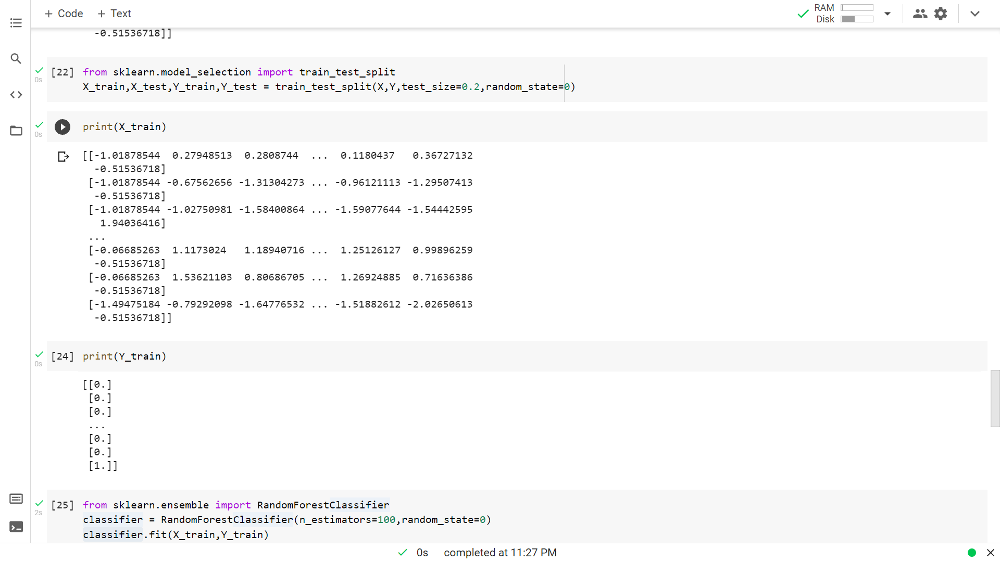 + Code + Text
RAM
Disk
-0.51536718]]
0s
[22] from sklearn.model_selection import train_test_split
X_train,X_test,Y_train,Y_test = train_test_split(X,Y,test_size=0.2,random_state=0)
0s
print(X_train)
[[-1.01878544 0.27948513 0.2808744 ... 0.1180437 0.36727132
-0.51536718]
[-1.01878544 -0.67562656 -1.31304273 ... -0.96121113 -1.29507413
-0.51536718]
[-1.01878544 -1.02750981 -1.58400864 ... -1.59077644 -1.54442595
1.94036416]
...
[-0.06685263 1.1173024 1.18940716 ... 1.25126127 0.99896259
-0.51536718]
[-0.06685263 1.53621103 0.80686705 ... 1.26924885 0.71636386
-0.51536718]
[-1.49475184 -0.79292098 -1.64776532 ... -1.51882612 -2.02650613
-0.51536718]]
0s
[24] print(Y_train)
[[0.]
[0.]
[0.]
...
[0.]
[0.]
[1.]]
2s
[25] from sklearn.ensemble import RandomForestClassifier
classifier = RandomForestClassifier(n_estimators=100,random_state=0)
classifier.fit(X_train,Y_train)
0s completed at 11:27 PM